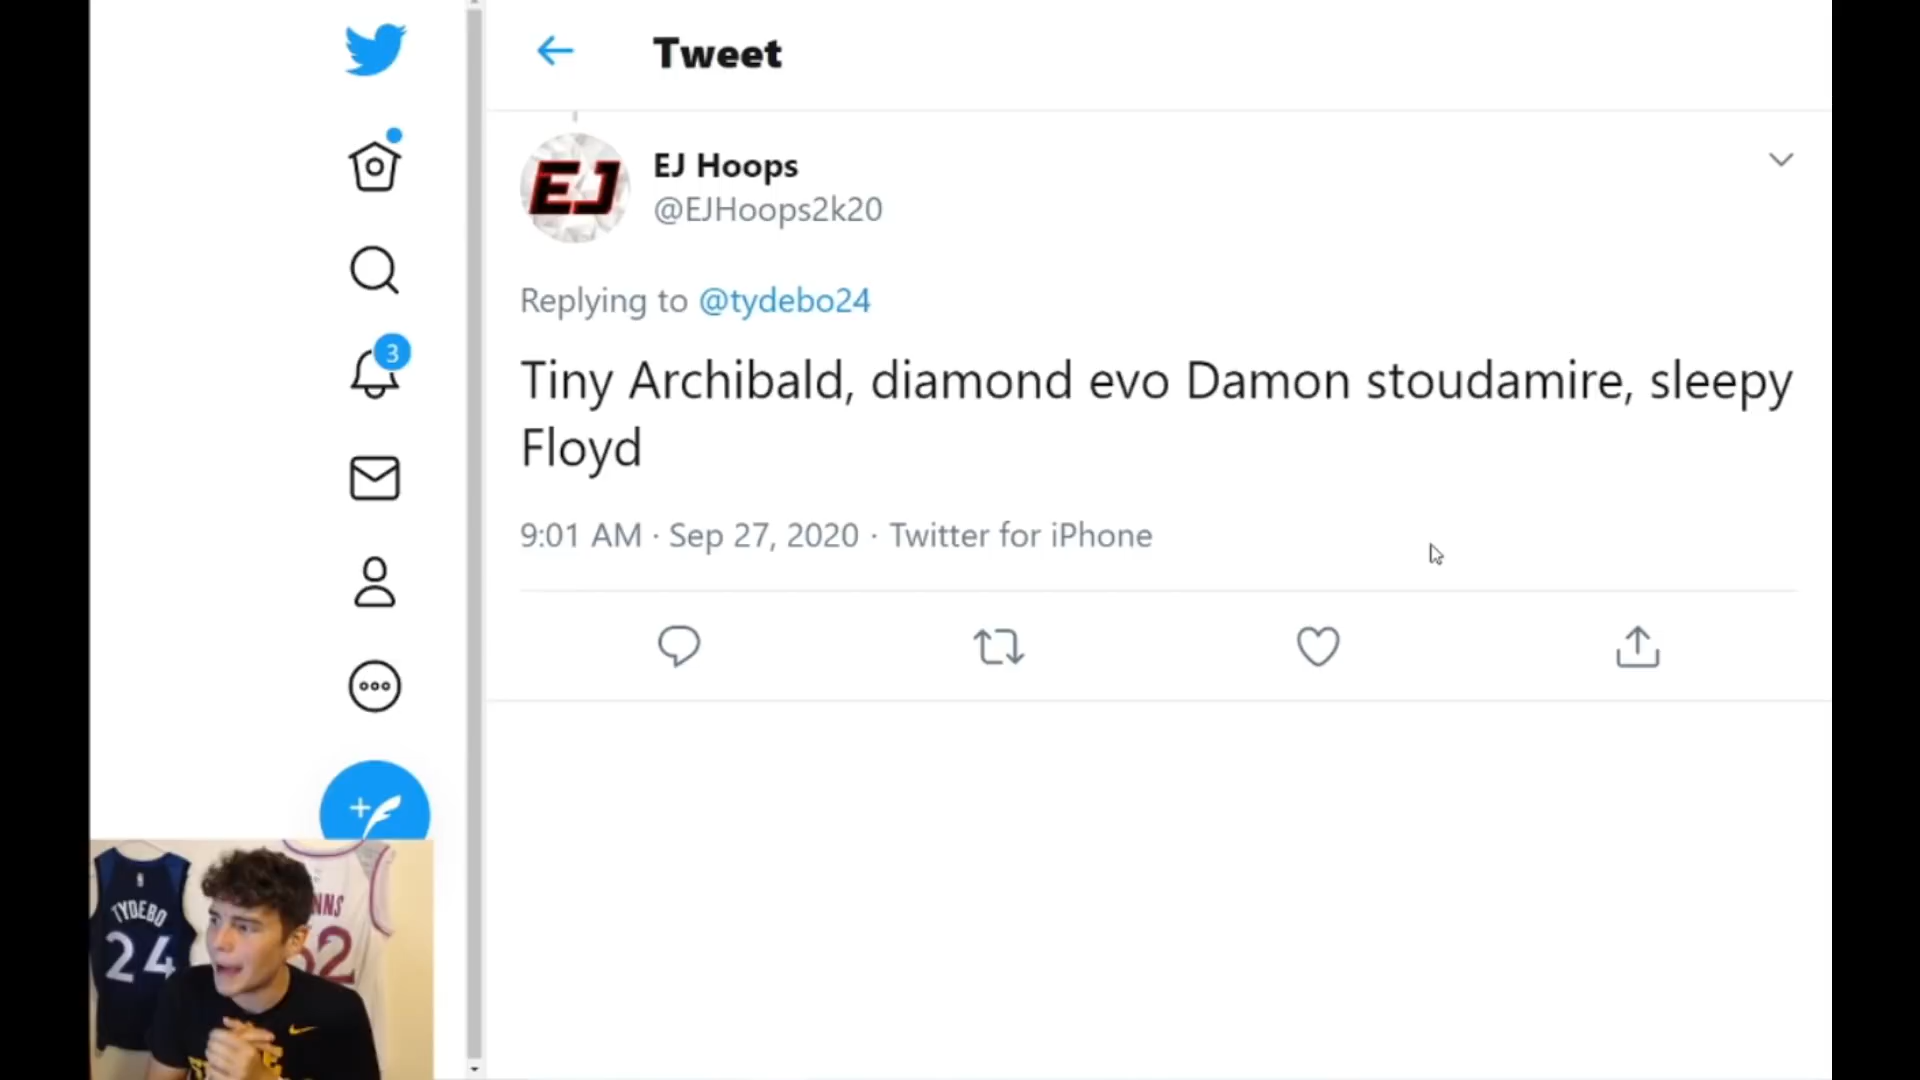 Tweet
EJ
EJ Hoops
@EJHoops2k20
Replying to @tydebo24
Tiny Archibald, diamond evo Damon stoudamire, sleepy
Floyd
9:01 AM · Sep 27, 2020 · Twitter for iPhone
3
TYDEBO
24